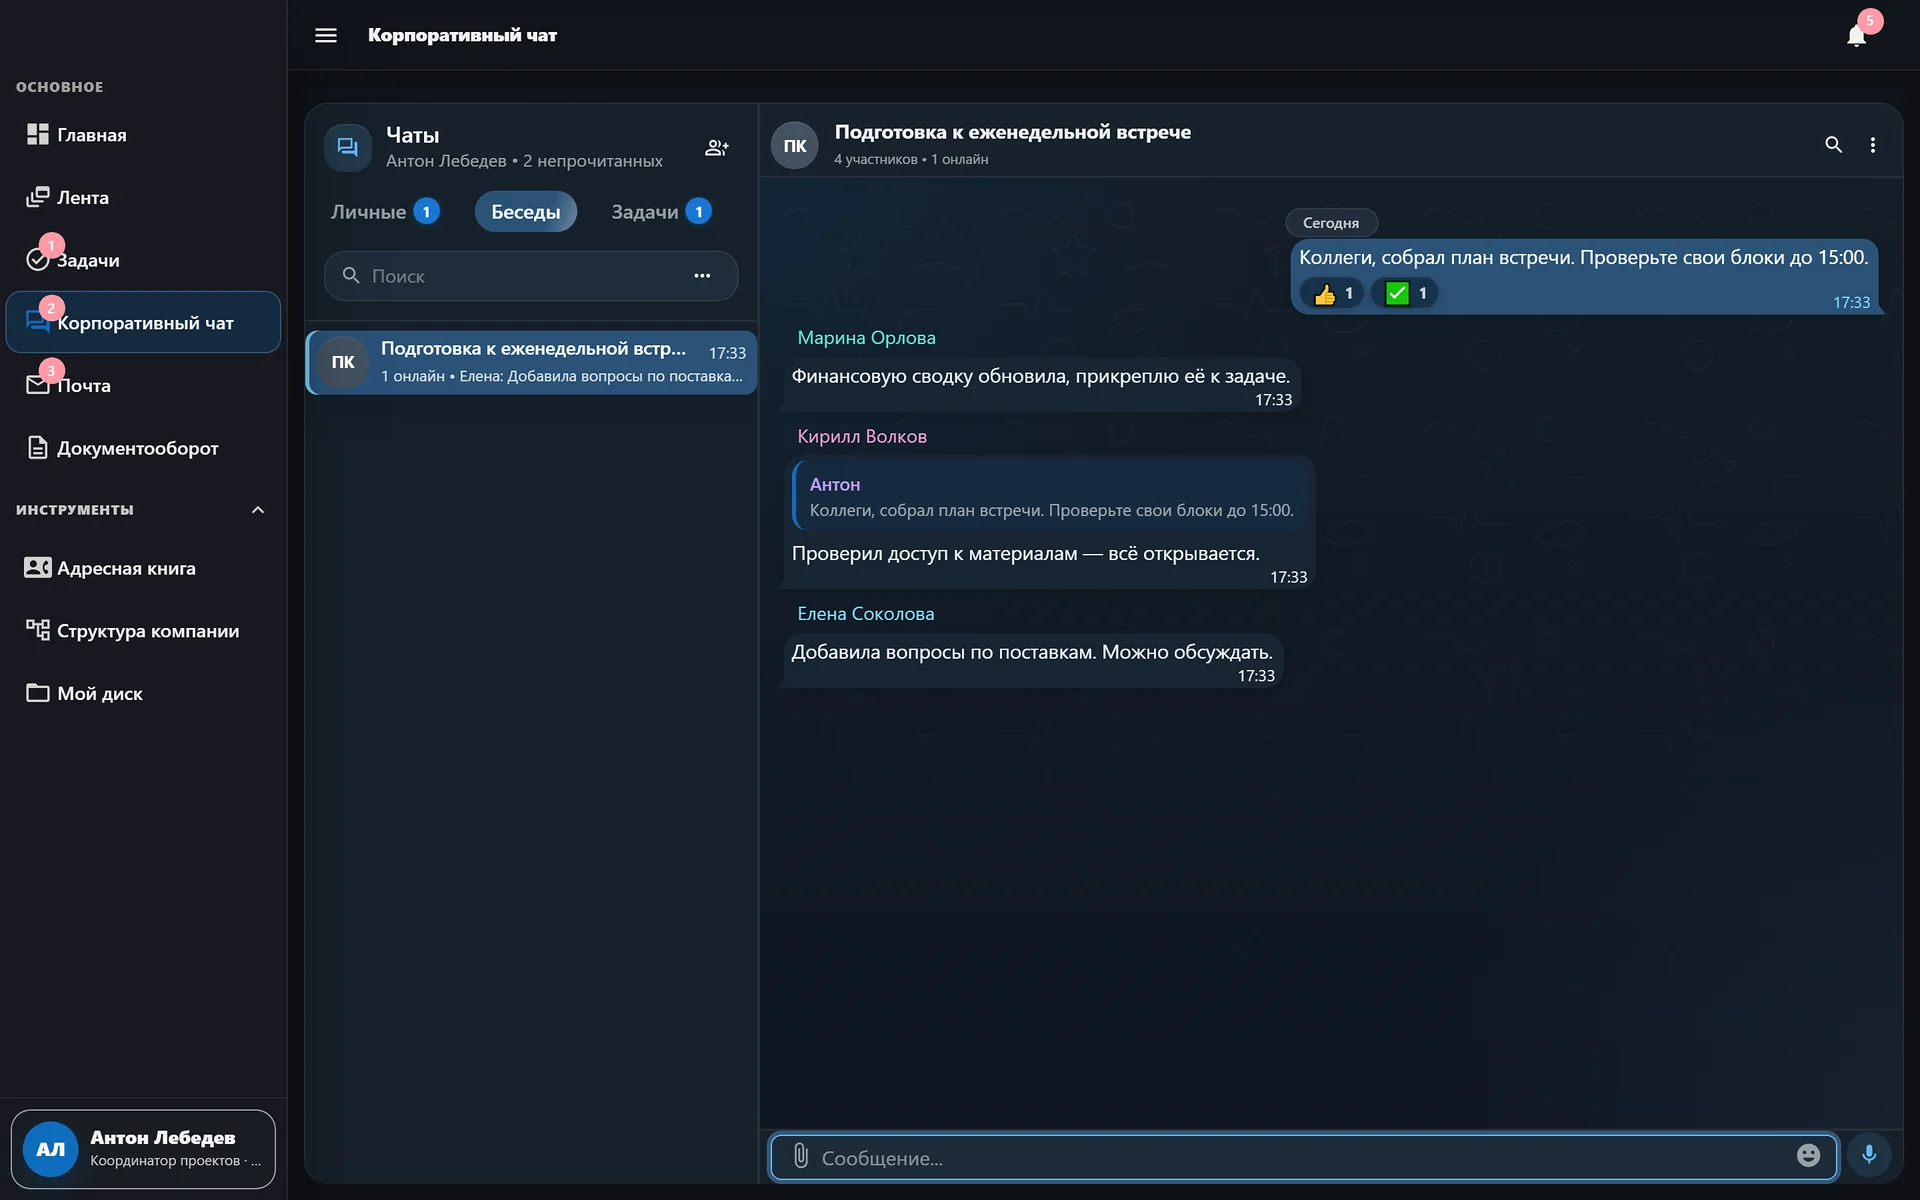 ОСНОВНОЕ
Главная
Лента
1
Задачи
2
Корпоративный чат
3
Почта
Документооборот
ИНСТРУМЕНТЫ
Адресная книга
Структура компании
Мой диск
АЛ
Антон Лебедев
Координатор проектов · ...
Корпоративный чат
5
Чаты
Антон Лебедев • 2 непрочитанных
Личные 1
Беседы
Задачи 1
Поиск
ПК
Подготовка к еженедельной встр... 17:33
1 онлайн • Елена: Добавила вопросы по поставка...
ПК
Подготовка к еженедельной встрече
4 участников • 1 онлайн
Сегодня
Коллеги, собрал план встречи. Проверьте свои блоки до 15:00.
1 1
17:33
Марина Орлова
Финансовую сводку обновила, прикреплю её к задаче.
17:33
Кирилл Волков
Антон
Коллеги, собрал план встречи. Проверьте свои блоки до 15:00.
Проверил доступ к материалам — всё открывается.
17:33
Елена Соколова
Добавила вопросы по поставкам. Можно обсуждать.
17:33
Сообщение...